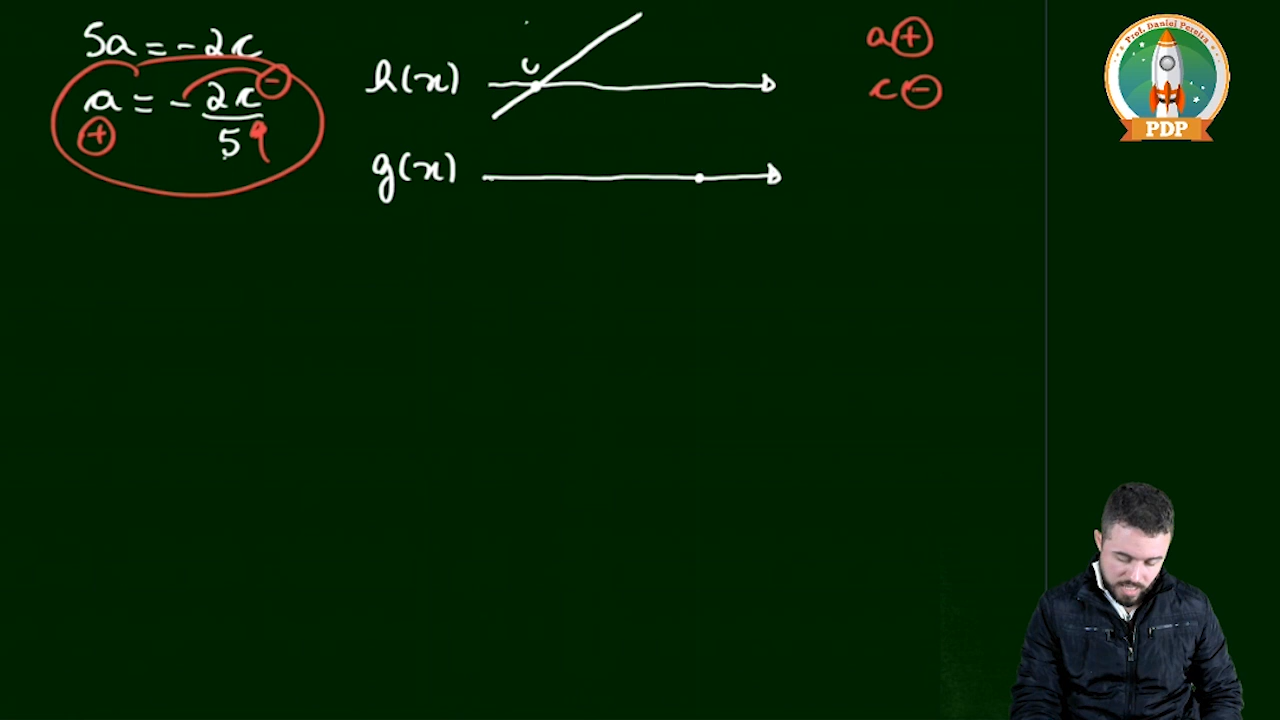 5a = -2c
a = - 2c/5
+
-
h(x)
g(x)
a +
c -
Prof. Daniel Pereira
PDP